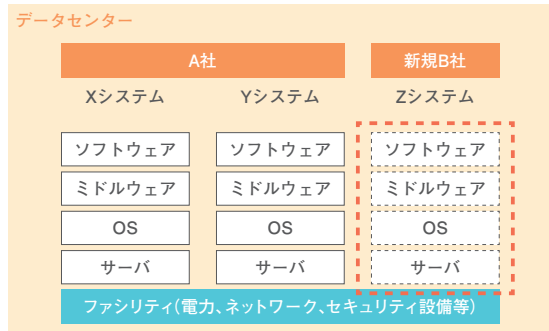 データセンター
A社
新規B社
Xシステム
Yシステム
Zシステム
ソフトウェア
ソフトウェア
ソフトウェア
ミドルウェア
ミドルウェア
ミドルウェア
OS
OS
OS
サーバ
サーバ
サーバ
ファシリティ(電力、ネットワーク、セキュリティ設備等)